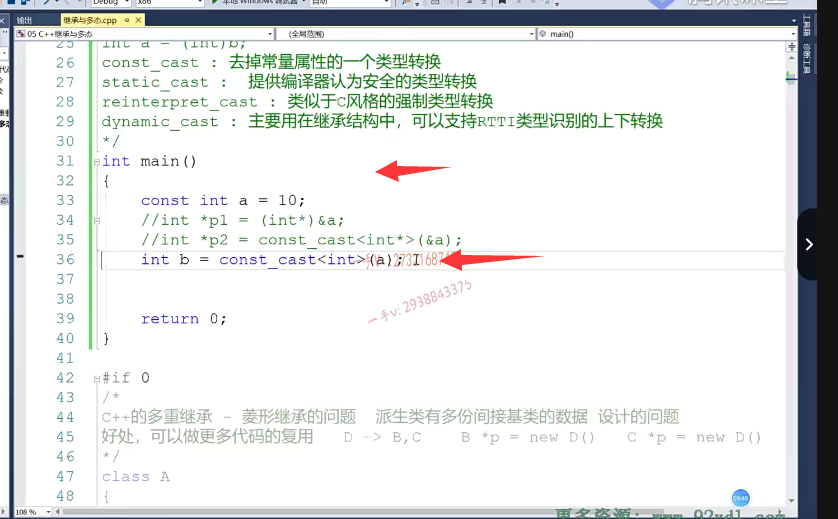 Debug
x86
本地 Windows 调试器
自动
输出
继承与多态.cpp
05 C++继承与多态
(全局范围)
main()
25 int a = (int)b;
26 const_cast : 去掉常量属性的一个类型转换
27 static_cast : 提供编译器认为安全的类型转换
28 reinterpret_cast : 类似于C风格的强制类型转换
29 dynamic_cast : 主要用在继承结构中，可以支持RTTI类型识别的上下转换
30 */
31 int main()
32 {
33 const int a = 10;
34 //int *p1 = (int*)&a;
35 //int *p2 = const_cast<int*>(&a);
36 int b = const_cast<int>(a);
37
38
39 return 0;
40 }
41
42 #if 0
43 /*
44 C++的多重继承 - 菱形继承的问题 派生类有多份间接基类的数据 设计的问题
45 好处，可以做更多代码的复用 D -> B,C B *p = new D() C *p = new D()
46 */
47 class A
48 {
一手v: 2938843375
108 %
09:46
更多资源：www.92xdl.com